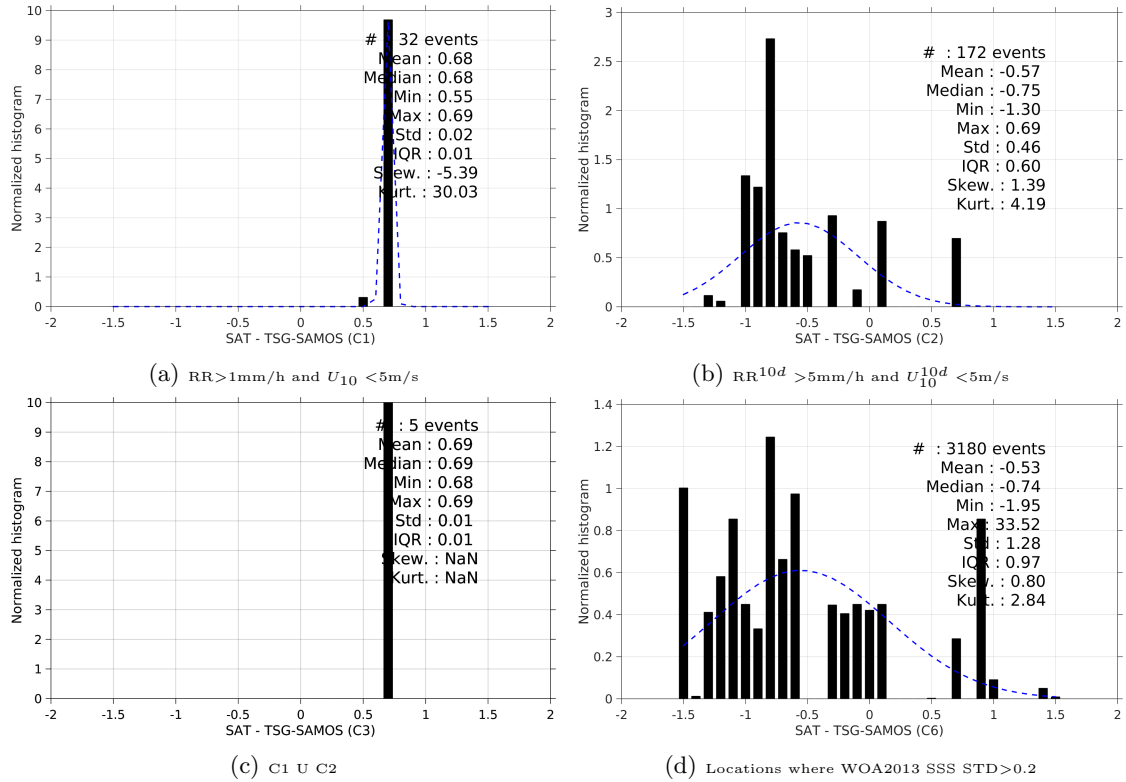 10
9
8
7
6
5
4
3
2
1
0
Normalized histogram
# : 32 events
Mean : 0.68
Median : 0.68
Min : 0.55
Max : 0.69
Std : 0.02
IQR : 0.01
Skew. : -5.39
Kurt. : 30.03
-2 -1.5 -1 -0.5 0 0.5 1 1.5 2
SAT - TSG-SAMOS (C1)
(a) RR>1mm/h and U10 <5m/s
3
2.5
2
1.5
1
0.5
0
Normalized histogram
# : 172 events
Mean : -0.57
Median : -0.75
Min : -1.30
Max : 0.69
Std : 0.46
IQR : 0.60
Skew. : 1.39
Kurt. : 4.19
-2 -1.5 -1 -0.5 0 0.5 1 1.5 2
SAT - TSG-SAMOS (C2)
(b) RR^10d >5mm/h and U10^10d <5m/s
10
9
8
7
6
5
4
3
2
1
0
Normalized histogram
# : 5 events
Mean : 0.69
Median : 0.69
Min : 0.68
Max : 0.69
Std : 0.01
IQR : 0.01
Skew. : NaN
Kurt. : NaN
-2 -1.5 -1 -0.5 0 0.5 1 1.5 2
SAT - TSG-SAMOS (C3)
(c) C1 U C2
1.4
1.2
1
0.8
0.6
0.4
0.2
0
Normalized histogram
# : 3180 events
Mean : -0.53
Median : -0.74
Min : -1.95
Max : 33.52
Std : 1.28
IQR : 0.97
Skew. : 0.80
Kurt. : 2.84
-2 -1.5 -1 -0.5 0 0.5 1 1.5 2
SAT - TSG-SAMOS (C6)
(d) Locations where WOA2013 SSS STD>0.2